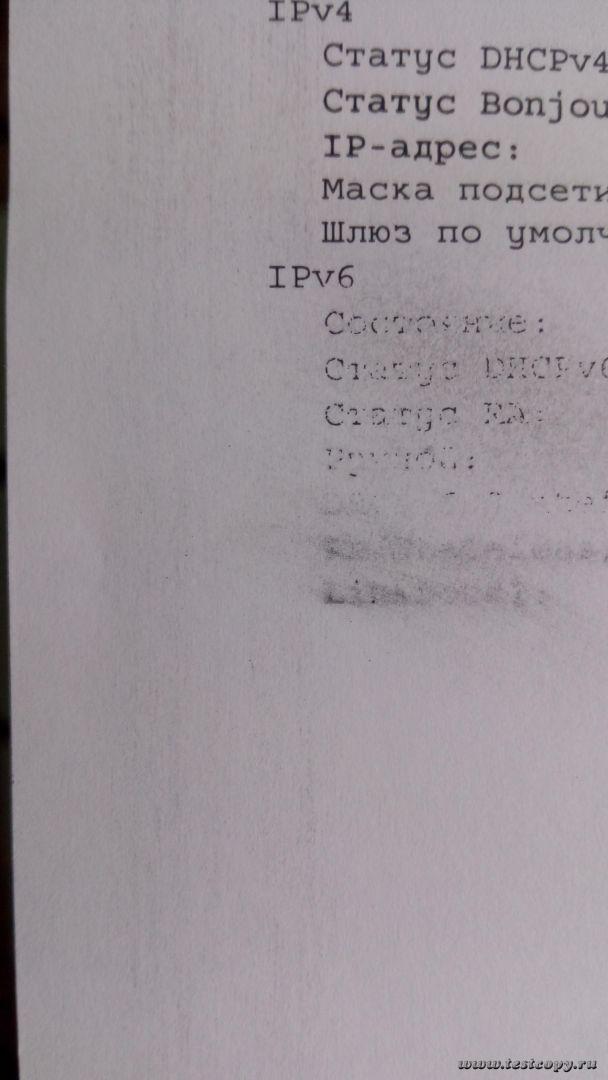 IPv4
Статус DHCPv4
Статус Bonjou
IP-адрес:
Маска подсети
Шлюз по умолч
IPv6
Состояние:
Статус DHCPv6
Статус RA:
Ручной:
www.testcopy.ru